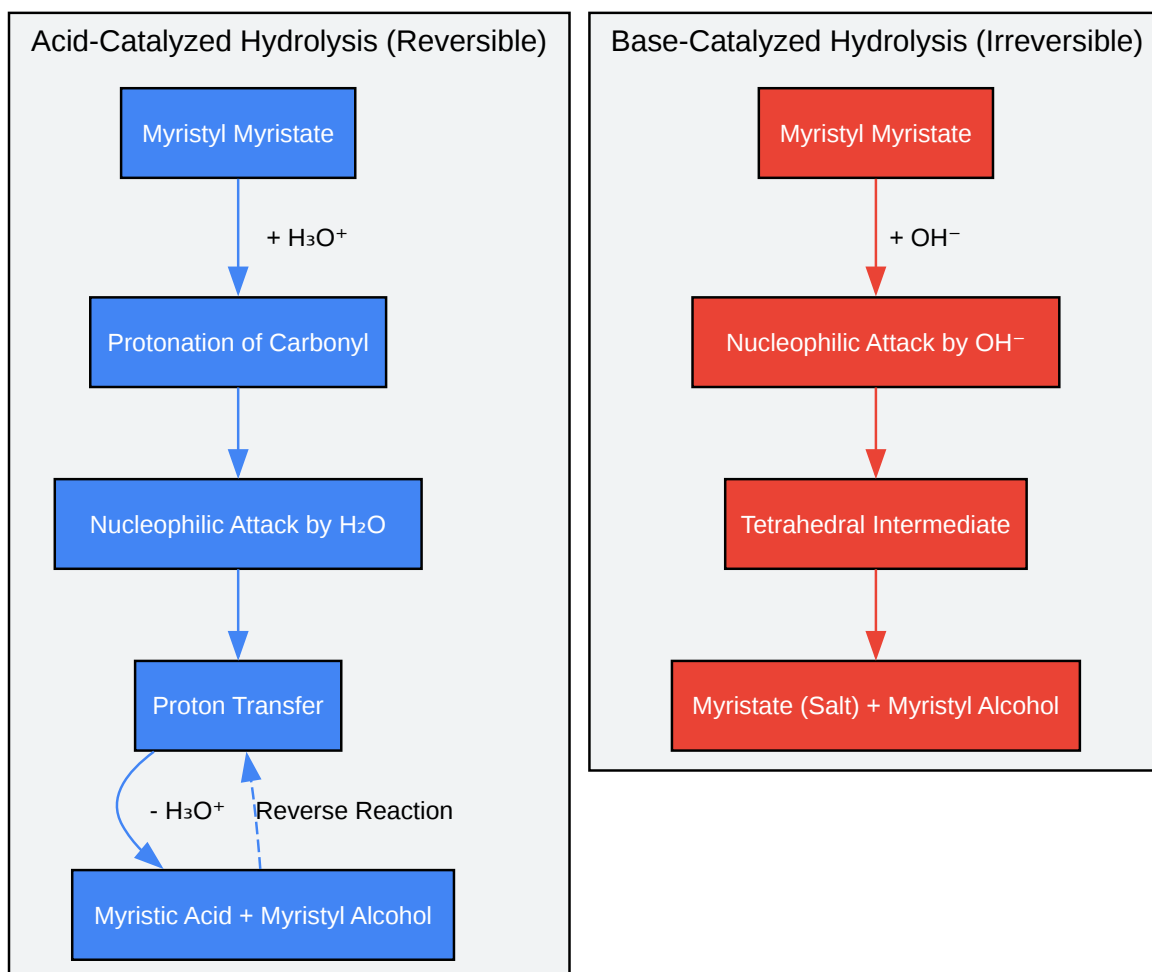 Acid-Catalyzed Hydrolysis (Reversible)
Myristyl Myristate
+ H₃O⁺
Protonation of Carbonyl
Nucleophilic Attack by H₂O
Proton Transfer
- H₃O⁺
Reverse Reaction
Myristic Acid + Myristyl Alcohol
Base-Catalyzed Hydrolysis (Irreversible)
Myristyl Myristate
+ OH⁻
Nucleophilic Attack by OH⁻
Tetrahedral Intermediate
Myristate (Salt) + Myristyl Alcohol